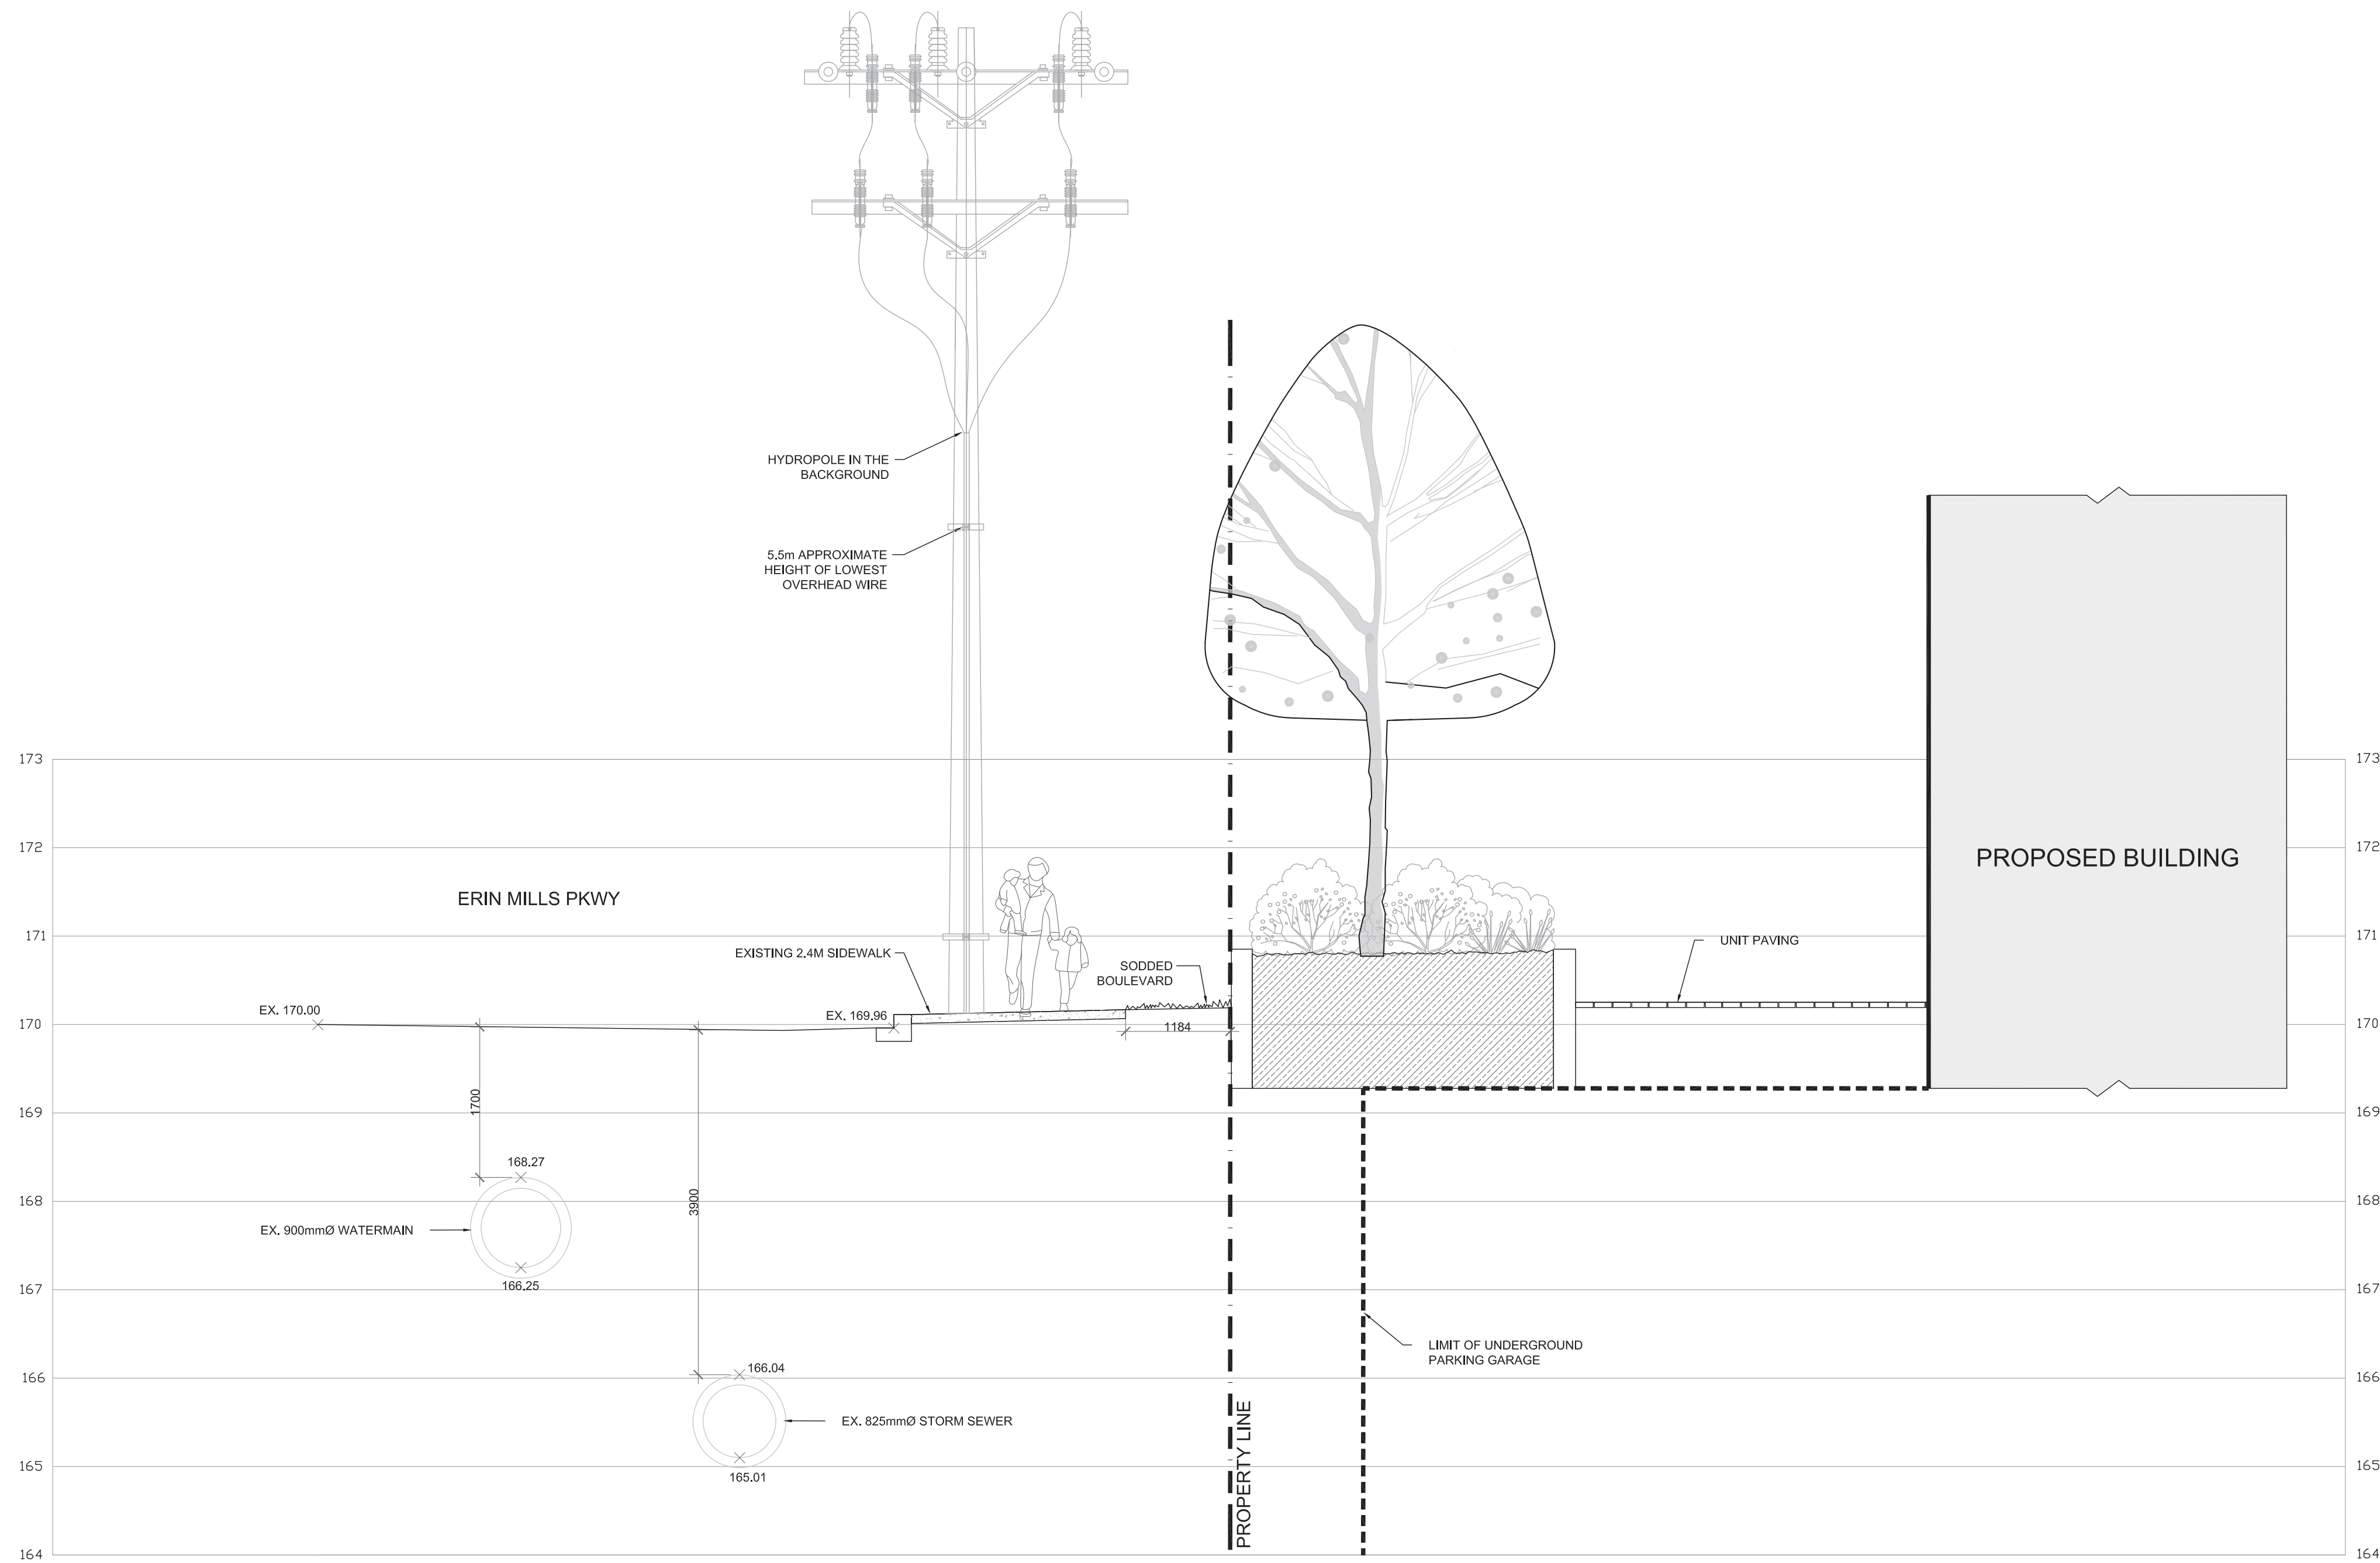 HYDROPOLE IN THE
BACKGROUND
5.5m APPROXIMATE
HEIGHT OF LOWEST
OVERHEAD WIRE
173
173
172
172
PROPOSED BUILDING
ERIN MILLS PKWY
171
171
EXISTING 2.4M SIDEWALK
SODDED
BOULEVARD
UNIT PAVING
EX. 170.00
EX. 169.96
170
170
1184
1700
169
169
168.27
3900
168
168
EX. 900mmØ WATERMAIN
166.25
167
167
LIMIT OF UNDERGROUND
PARKING GARAGE
166.04
166
166
EX. 825mmØ STORM SEWER
165
165
165.01
PROPERTY LINE
164
164